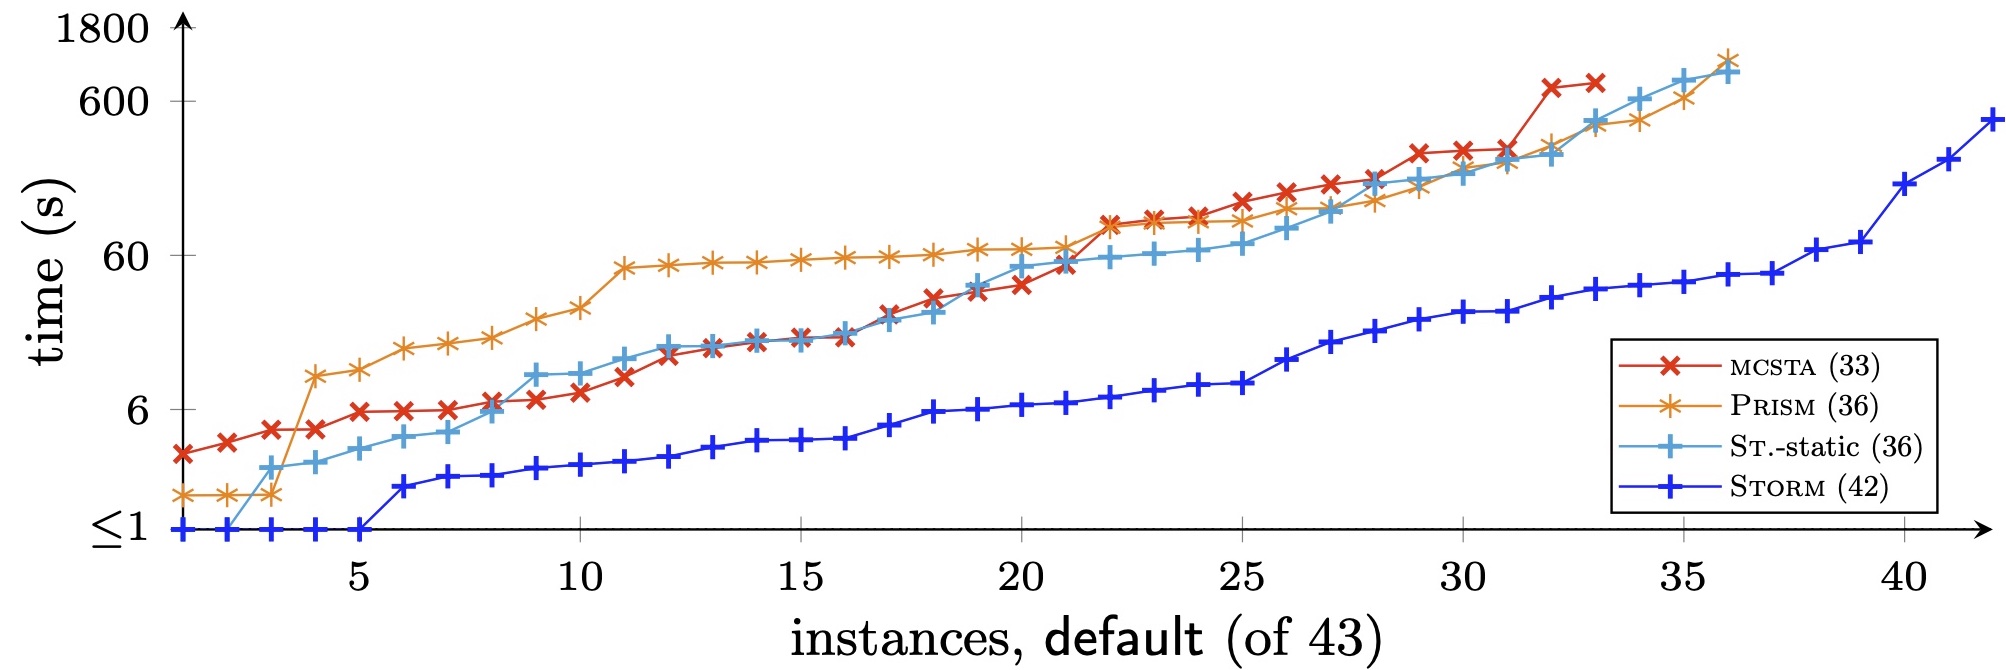 1800
600
60
6
≤1
time (s)
5 10 15 20 25 30 35 40
instances, default (of 43)
MCSTA (33)
PRISM (36)
ST.-static (36)
STORM (42)